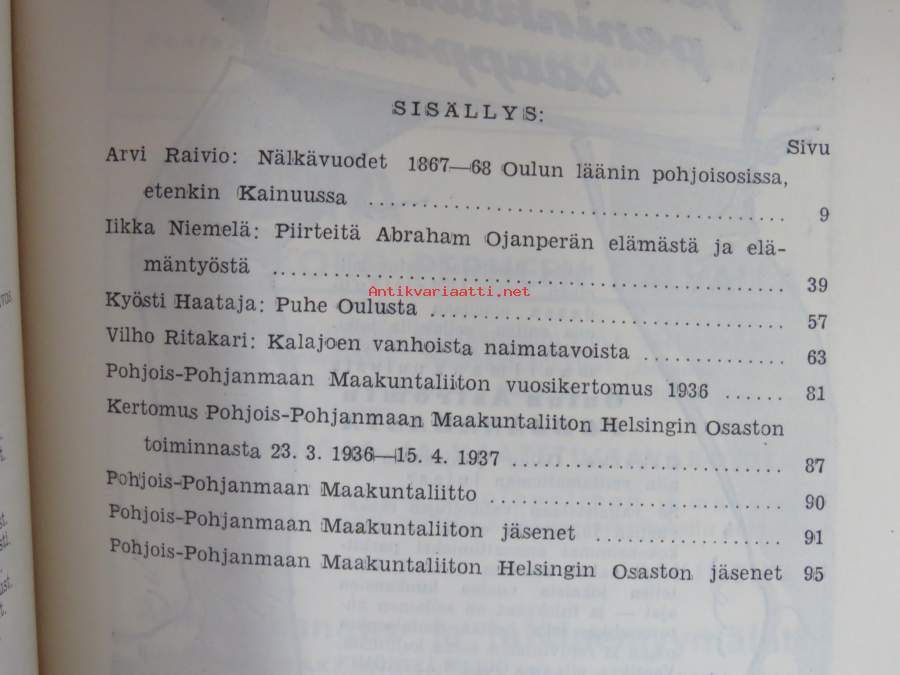 SISÄLLYS:
Sivu
Arvi Raivio: Nälkävuodet 1867—68 Oulun läänin pohjoisosissa,
etenkin Kainuussa .................................... 9
Iikka Niemelä: Piirteitä Abraham Ojanperän elämästä ja elä-
mäntyöstä .................................... 39
Antikvariaatti.net
Kyösti Haataja: Puhe Oulusta .................................... 57
Vilho Ritakari: Kalajoen vanhoista naimatavoista ............. 63
Pohjois-Pohjanmaan Maakuntaliiton vuosikertomus 1936 ...... 81
Kertomus Pohjois-Pohjanmaan Maakuntaliiton Helsingin Osaston
toiminnasta 23. 3. 1936—15. 4. 1937 ........................ 87
Pohjois-Pohjanmaan Maakuntaliitto ........................... 90
Pohjois-Pohjanmaan Maakuntaliiton jäsenet .................. 91
Pohjois-Pohjanmaan Maakuntaliiton Helsingin Osaston jäsenet 95